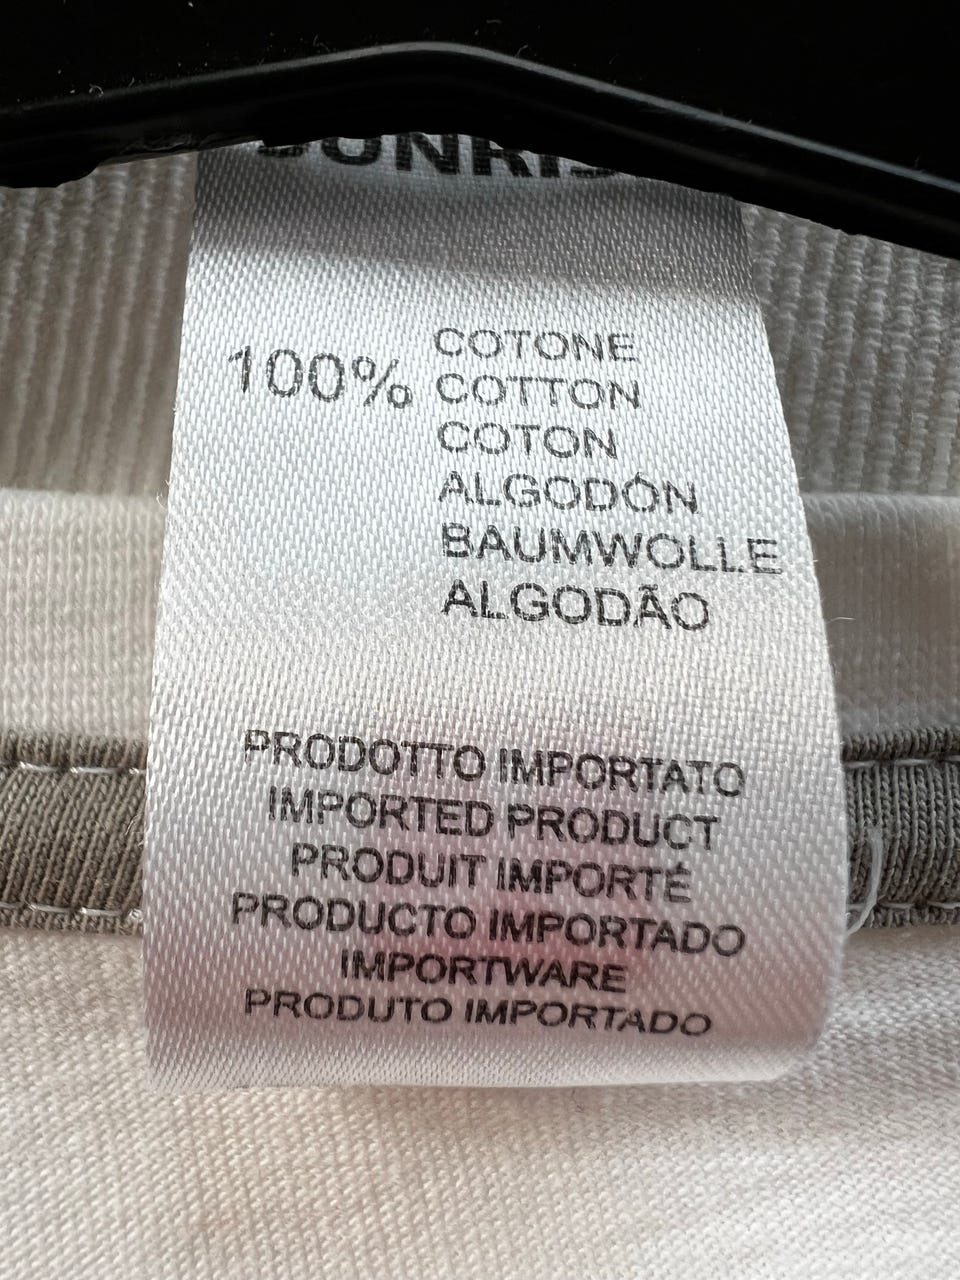 100% COTONE
COTTON
COTON
ALGODÓN
BAUMWOLLE
ALGODÃO
PRODOTTO IMPORTATO
IMPORTED PRODUCT
PRODUIT IMPORTÉ
PRODUCTO IMPORTADO
IMPORTWARE
PRODUTO IMPORTADO